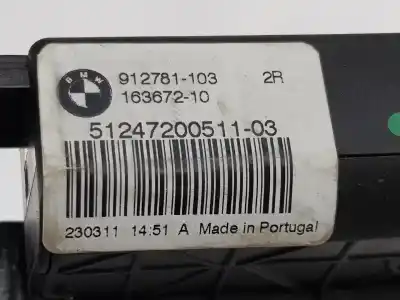 BMW
912781-103 2R
163672-10
51247200511-03
230311 14:51 A Made in Portugal